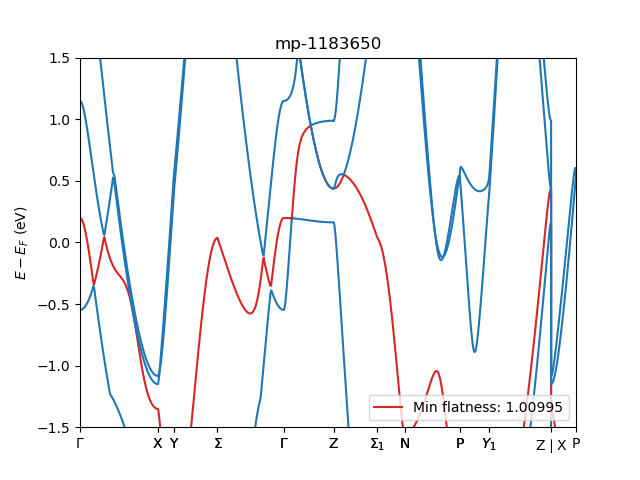 mp-1183650
E − E_F (eV)
1.5
1.0
0.5
0.0
−0.5
−1.0
−1.5
Min flatness: 1.00995
Γ X Y Σ Γ Z Σ₁ N P Y₁ Z | X P